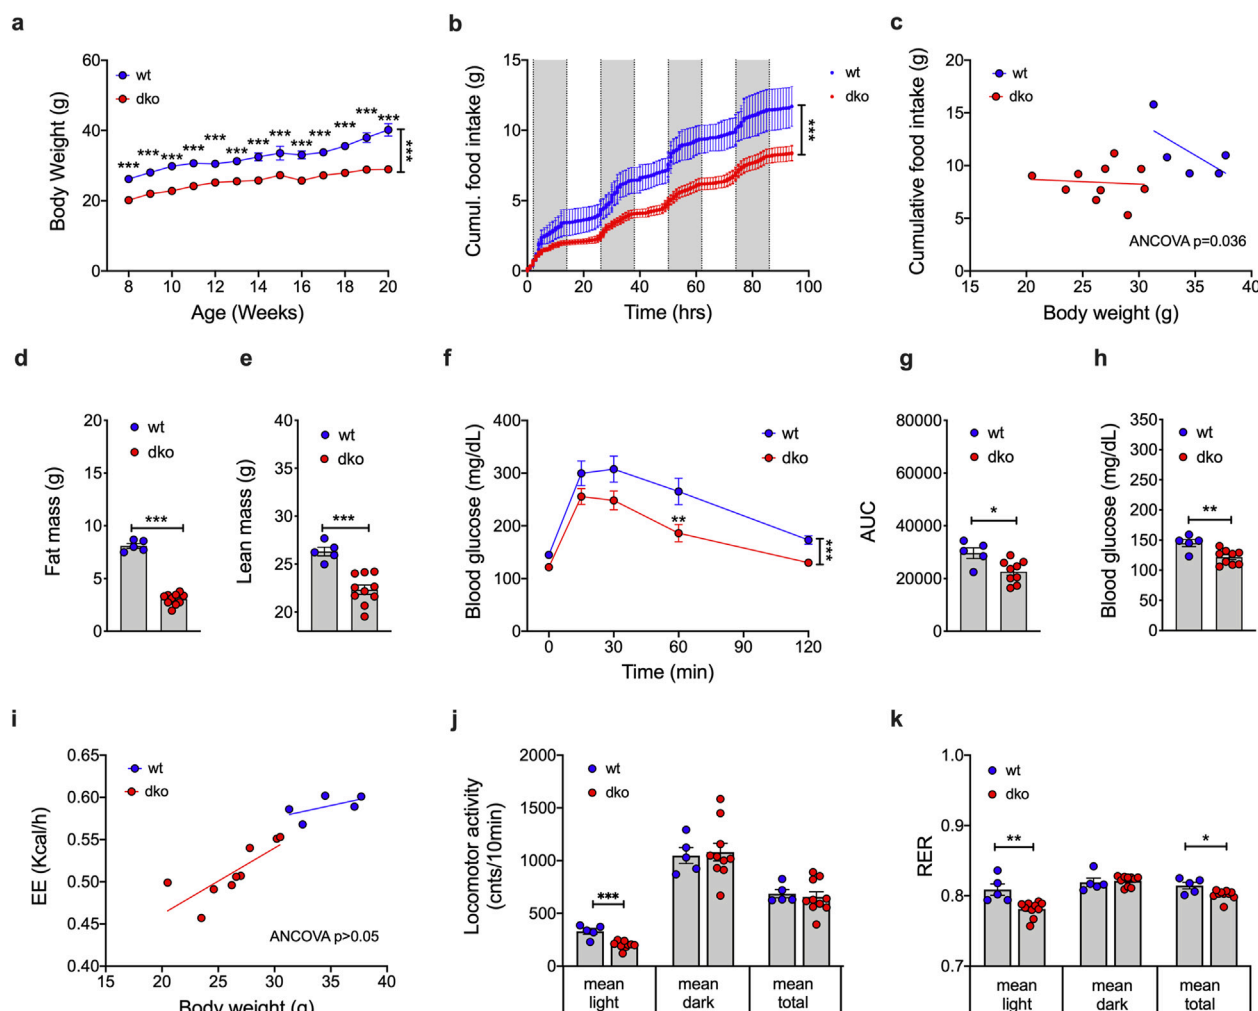 a
Body Weight (g)
60
40
20
0
wt
dko
*** *** *** *** *** *** *** *** *** *** *** *** ***
***
8 10 12 14 16 18 20
Age (Weeks)
b
Cumul. food intake (g)
15
10
5
0
wt
dko
***
0 20 40 60 80 100
Time (hrs)
c
Cumulative food intake (g)
20
15
10
5
0
wt
dko
ANCOVA p=0.036
15 20 25 30 35 40
Body weight (g)
d
Fat mass (g)
20
15
10
5
0
wt
dko
***
e
Lean mass (g)
40
35
30
25
20
wt
dko
***
f
Blood glucose (mg/dL)
400
300
200
100
0
wt
dko
**
***
0 30 60 90 120
Time (min)
g
AUC
80000
60000
40000
20000
0
wt
dko
*
h
Blood glucose (mg/dL)
350
300
250
200
150
100
50
0
wt
dko
**
i
EE (Kcal/h)
0.65
0.60
0.55
0.50
0.45
0.40
wt
dko
ANCOVA p>0.05
15 20 25 30 35 40
Body weight (g)
j
Locomotor activity
(cnts/10min)
2000
1500
1000
500
0
wt
dko
***
mean mean mean
light dark total
k
RER
1.0
0.9
0.8
0.7
wt
dko
**
*
mean mean mean
light dark total